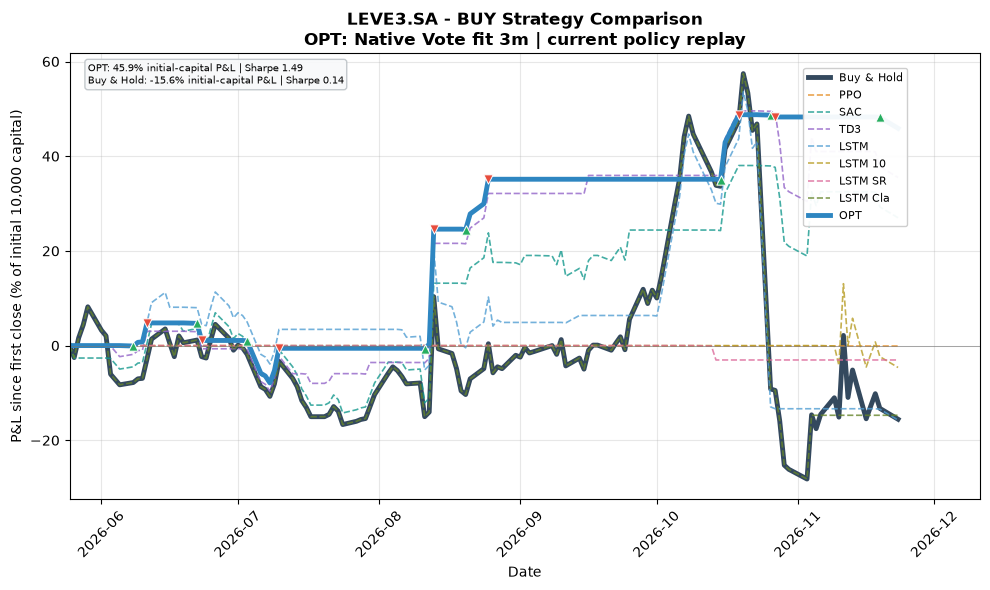 LEVE3.SA - BUY Strategy Comparison
OPT: Native Vote fit 3m | current policy replay
OPT: 45.9% initial-capital P&L | Sharpe 1.49
Buy & Hold: -15.6% initial-capital P&L | Sharpe 0.14
Buy & Hold
PPO
SAC
TD3
LSTM
LSTM 10
LSTM SR
LSTM Cla
OPT
P&L since first close (% of initial 10,000 capital)
60
40
20
0
−20
2026-06
2026-07
2026-08
2026-09
2026-10
2026-11
2026-12
Date